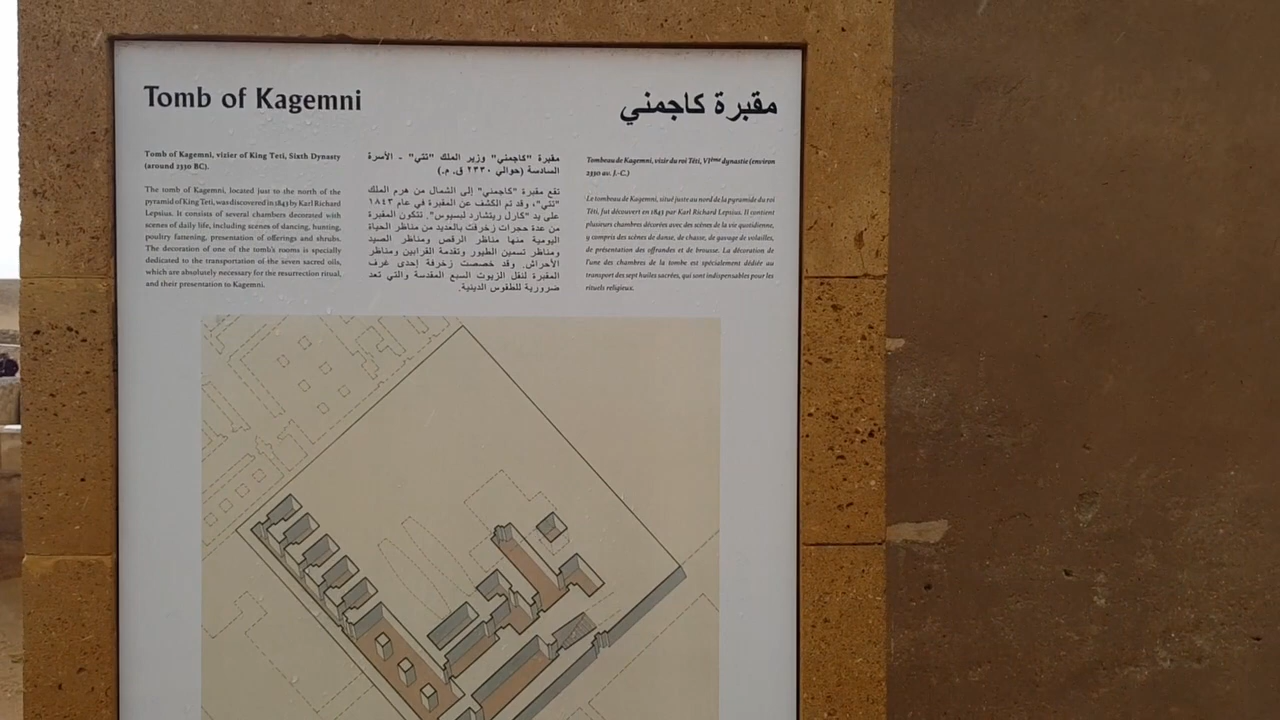 Tomb of Kagemni
مقبرة كاجمني
Tomb of Kagemni, vizier of King Teti, Sixth Dynasty
(around 2330 BC).
The tomb of Kagemni, located just to the north of the
pyramid of King Teti, was discovered in 1843 by Karl Richard
Lepsius. It consists of several chambers decorated with
scenes of daily life, including scenes of dancing, hunting,
poultry fattening, presentation of offerings and shrubs.
The decoration of one of the tomb's rooms is specially
dedicated to the transportation of the seven sacred oils,
which are absolutely necessary for the resurrection ritual,
and their presentation to Kagemni.
مقبرة "كاجمني" وزير الملك "تتي" - الأسرة
السادسة (حوالي ٢٣٣٠ ق. م.)
تقع مقبرة "كاجمني" إلى الشمال من هرم الملك
"تتي"، وقد تم الكشف عن المقبرة في عام ١٨٤٣
على يد "كارل ريتشارد لبسيوس". تتكون المقبرة
من عدة حجرات زخرفت بالعديد من مناظر الحياة
اليومية منها مناظر الرقص ومناظر الصيد
ومناظر تسمين الطيور وتقدمة القرابين ومناظر
الأحراش. وقد خصصت زخرفة إحدى غرف
المقبرة لنقل الزيوت السبع المقدسة والتي تعد
ضرورية للطقوس الدينية.
Tombeau de Kagemni, vizir du roi Téti, VIème dynastie (environ
2330 av. J.-C.)
Le tombeau de Kagemni, situé juste au nord de la pyramide du roi
Téti, fut découvert en 1843 par Karl Richard Lepsius. Il contient
plusieurs chambres décorées avec des scènes de la vie quotidienne,
y compris des scènes de danse, de chasse, de gavage de volailles,
de présentation des offrandes et de brousse. La décoration de
l'une des chambres de la tombe est spécialement dédiée au
transport des sept huiles sacrées, qui sont indispensables pour les
rituels religieux.